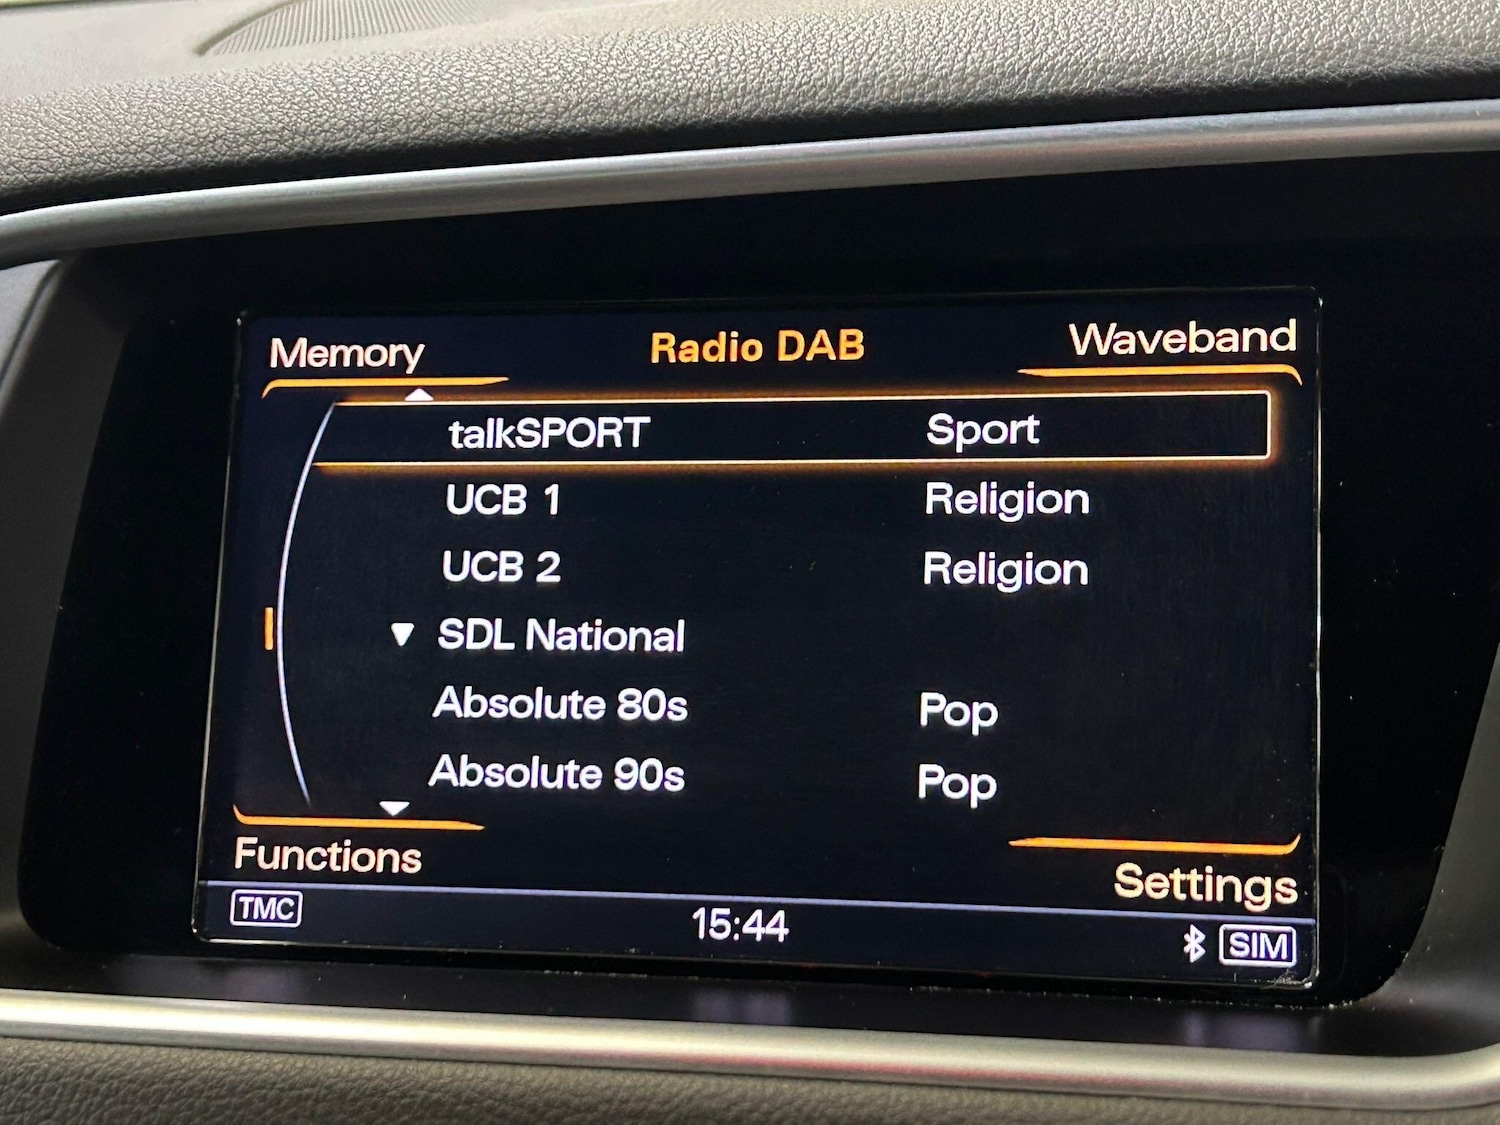 Memory Radio DAB Waveband
talkSPORT Sport
UCB 1 Religion
UCB 2 Religion
▼ SDL National
Absolute 80s Pop
Absolute 90s Pop
Functions Settings
TMC 15:44 SIM